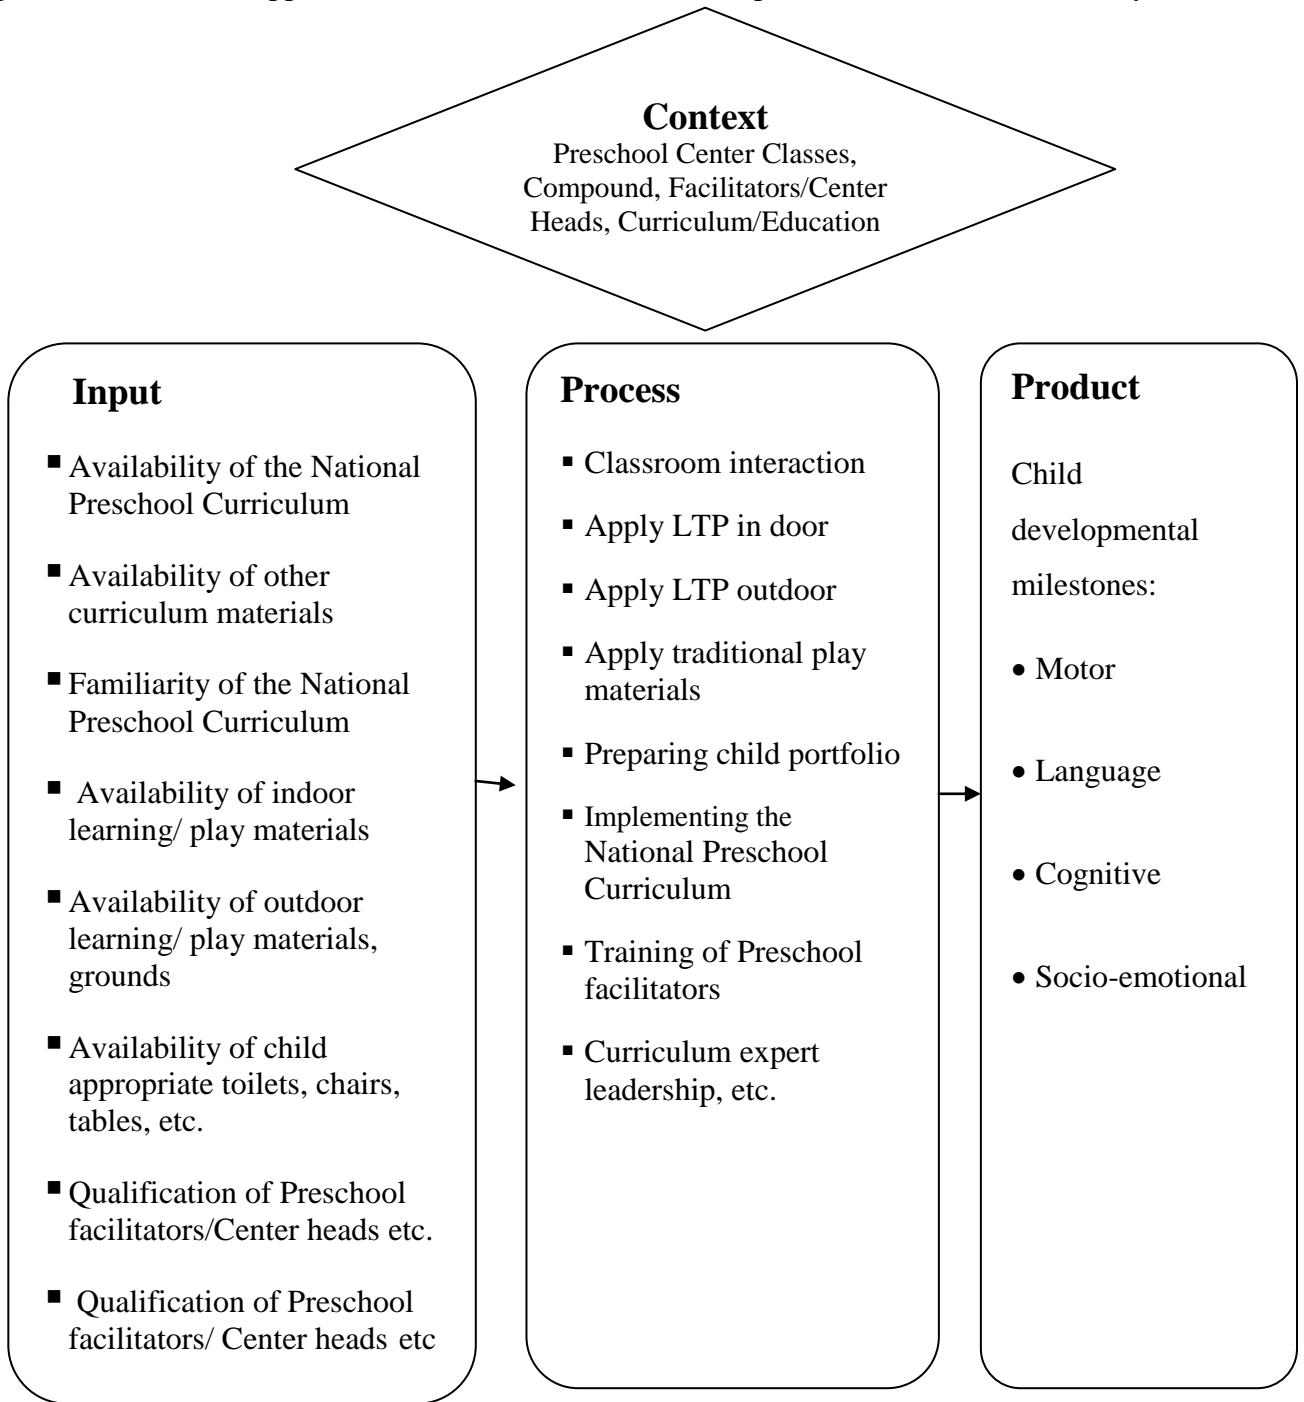 Context
Preschool Center Classes,
Compound, Facilitators/Center
Heads, Curriculum/Education
Input
▪ Availability of the National
Preschool Curriculum
▪ Availability of other
curriculum materials
▪ Familiarity of the National
Preschool Curriculum
▪ Availability of indoor
learning/ play materials
▪ Availability of outdoor
learning/ play materials,
grounds
▪ Availability of child
appropriate toilets, chairs,
tables, etc.
▪ Qualification of Preschool
facilitators/Center heads etc.
▪ Qualification of Preschool
facilitators/ Center heads etc
Process
▪ Classroom interaction
▪ Apply LTP in door
▪ Apply LTP outdoor
▪ Apply traditional play
materials
▪ Preparing child portfolio
▪ Implementing the
National Preschool
Curriculum
▪ Training of Preschool
facilitators
▪ Curriculum expert
leadership, etc.
Product
Child
developmental
milestones:
• Motor
• Language
• Cognitive
• Socio-emotional